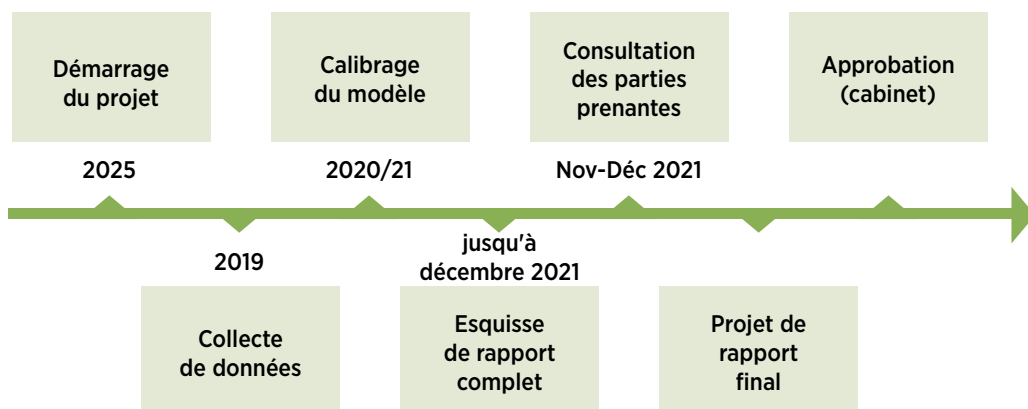 Démarrage
du projet
2025
2019
Collecte
de données
Calibrage
du modèle
2020/21
jusqu'à
décembre 2021
Esquisse
de rapport
complet
Consultation
des parties
prenantes
Nov-Déc 2021
Projet de
rapport
final
Approbation
(cabinet)